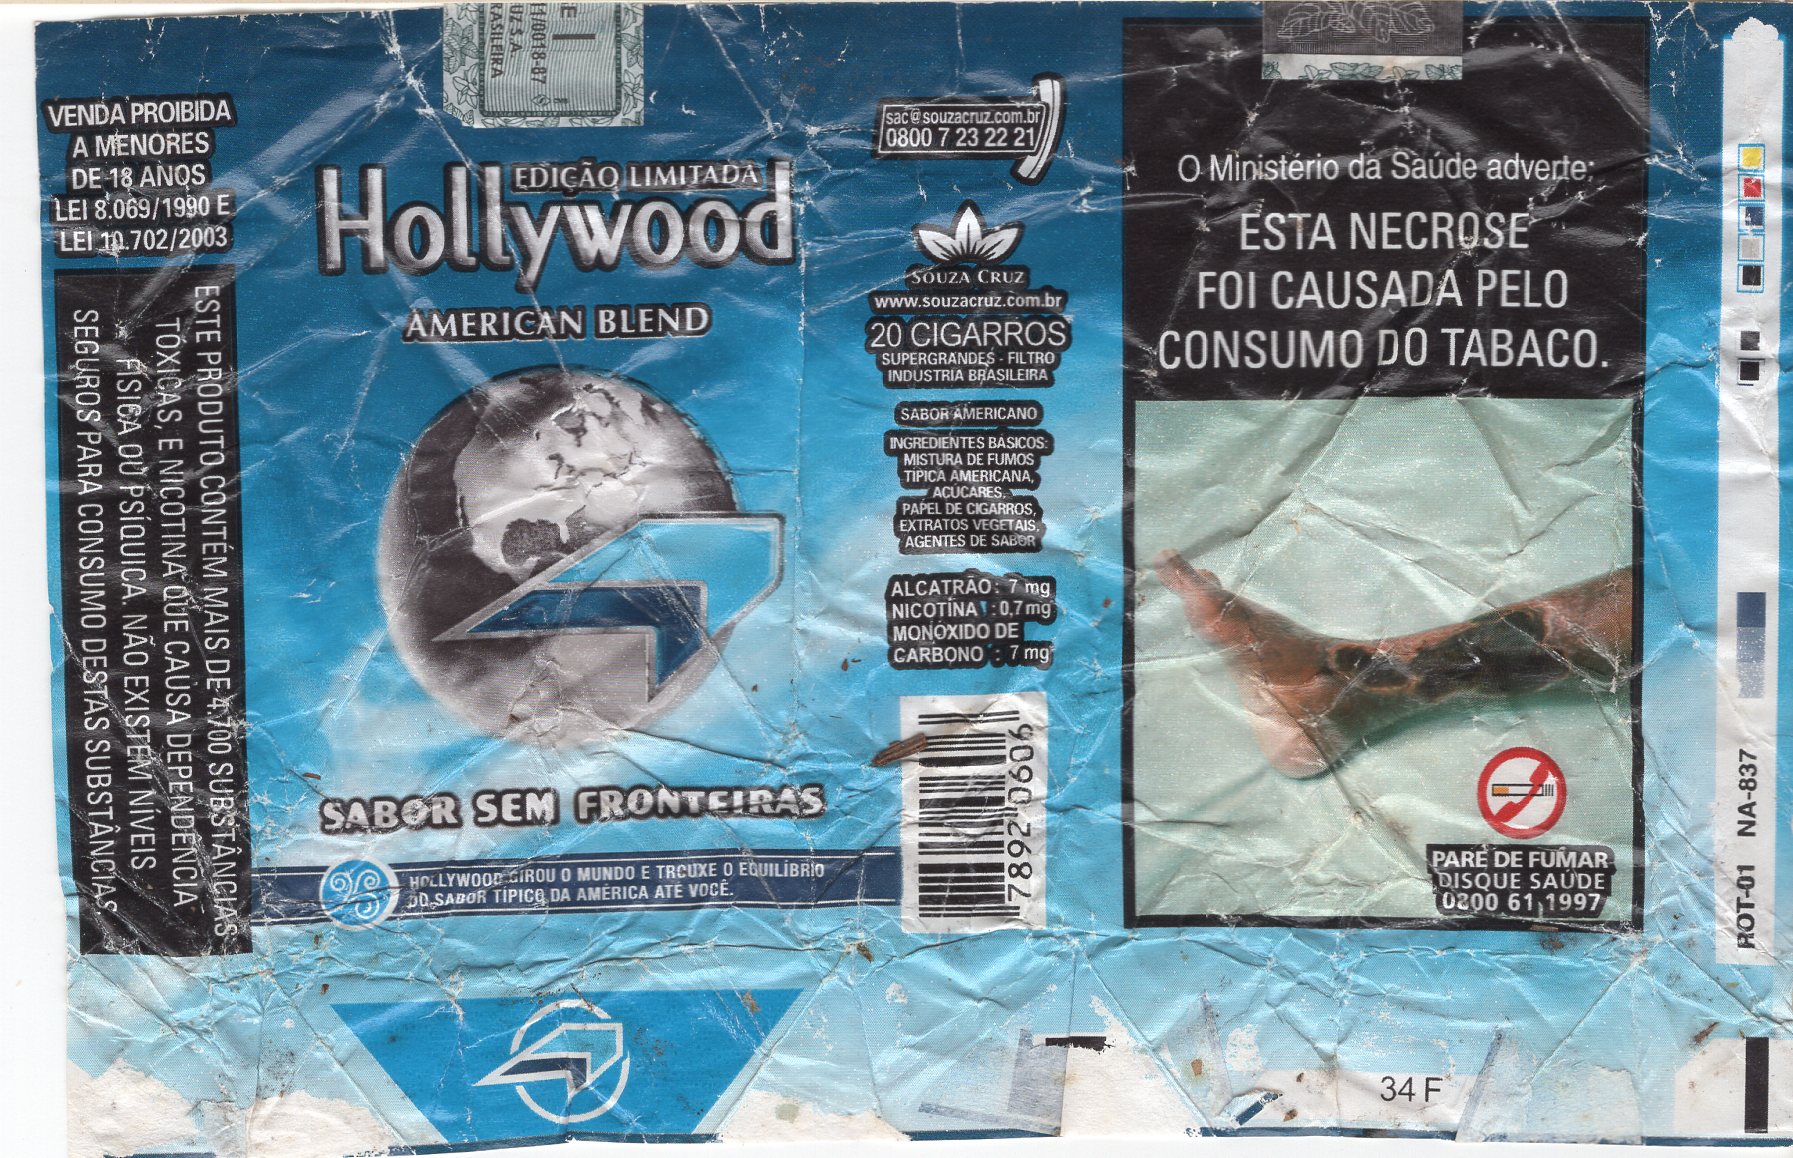 VENDA PROIBIDA
A MENORES
DE 18 ANOS
LEI 8.069/1990 E
LEI 10.702/2003
ESTE PRODUTO CONTÉM MAIS DE 4.700 SUBSTÂNCIAS
TÓXICAS, E NICOTINA QUE CAUSA DEPENDÊNCIA
FÍSICA OU PSÍQUICA. NÃO EXISTEM NÍVEIS
SEGUROS PARA CONSUMO DESTAS SUBSTÂNCIAS
UZ S.A.
RASILEIRA
EDIÇÃO LIMITADA
Hollywood
AMERICAN BLEND
SABOR SEM FRONTEIRAS
HOLLYWOOD GIROU O MUNDO E TROUXE O EQUILÍBRIO
DO SABOR TÍPICO DA AMÉRICA ATÉ VOCÊ.
sac@souzacruz.com.br
0800 7 23 22 21
SOUZA CRUZ
www.souzacruz.com.br
20 CIGARROS
SUPERGRANDES - FILTRO
INDUSTRIA BRASILEIRA
SABOR AMERICANO
INGREDIENTES BÁSICOS:
MISTURA DE FUMOS
TÍPICA AMERICANA,
AÇÚCARES,
PAPEL DE CIGARROS,
EXTRATOS VEGETAIS,
AGENTES DE SABOR
ALCATRÃO: 7 mg
NICOTINA : 0,7 mg
MONÓXIDO DE
CARBONO : 7 mg
78920606
O Ministério da Saúde adverte:
ESTA NECROSE
FOI CAUSADA PELO
CONSUMO DO TABACO.
PARE DE FUMAR
DISQUE SAÚDE
0800 61 1997
ROT-01 NA-837
34 F